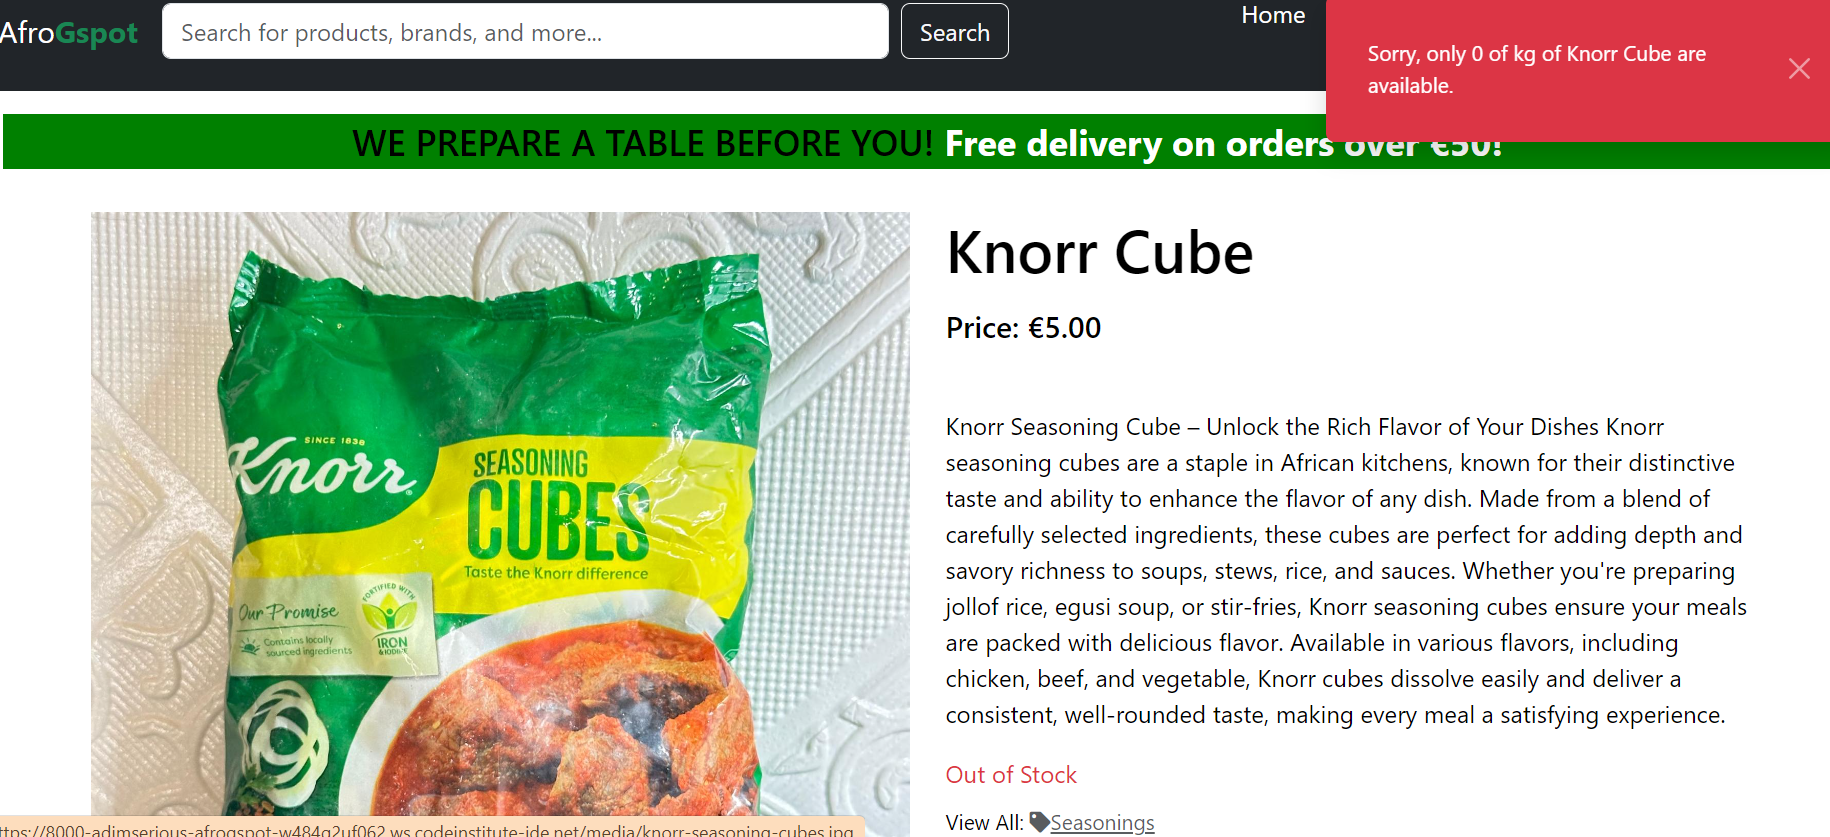 AfroGspot
Search for products, brands, and more...
Search
Home
Sorry, only 0 of kg of Knorr Cube are
available.
WE PREPARE A TABLE BEFORE YOU! Free delivery on orders over €50!
Knorr Cube
Price: €5.00
Knorr Seasoning Cube – Unlock the Rich Flavor of Your Dishes Knorr
seasoning cubes are a staple in African kitchens, known for their distinctive
taste and ability to enhance the flavor of any dish. Made from a blend of
carefully selected ingredients, these cubes are perfect for adding depth and
savory richness to soups, stews, rice, and sauces. Whether you're preparing
jollof rice, egusi soup, or stir-fries, Knorr seasoning cubes ensure your meals
are packed with delicious flavor. Available in various flavors, including
chicken, beef, and vegetable, Knorr cubes dissolve easily and deliver a
consistent, well-rounded taste, making every meal a satisfying experience.
Out of Stock
View All: Seasonings
SINCE 1838
Knorr
SEASONING
CUBES
Taste the Knorr difference
Our Promise
Contains locally
sourced ingredients
FORTIFIED WITH
IRON
& IODINE
ttps://8000-adimserious-afrogspot-w484g2uf062.ws.codeinstitute-ide.net/media/knorr-seasoning-cubes.jpg